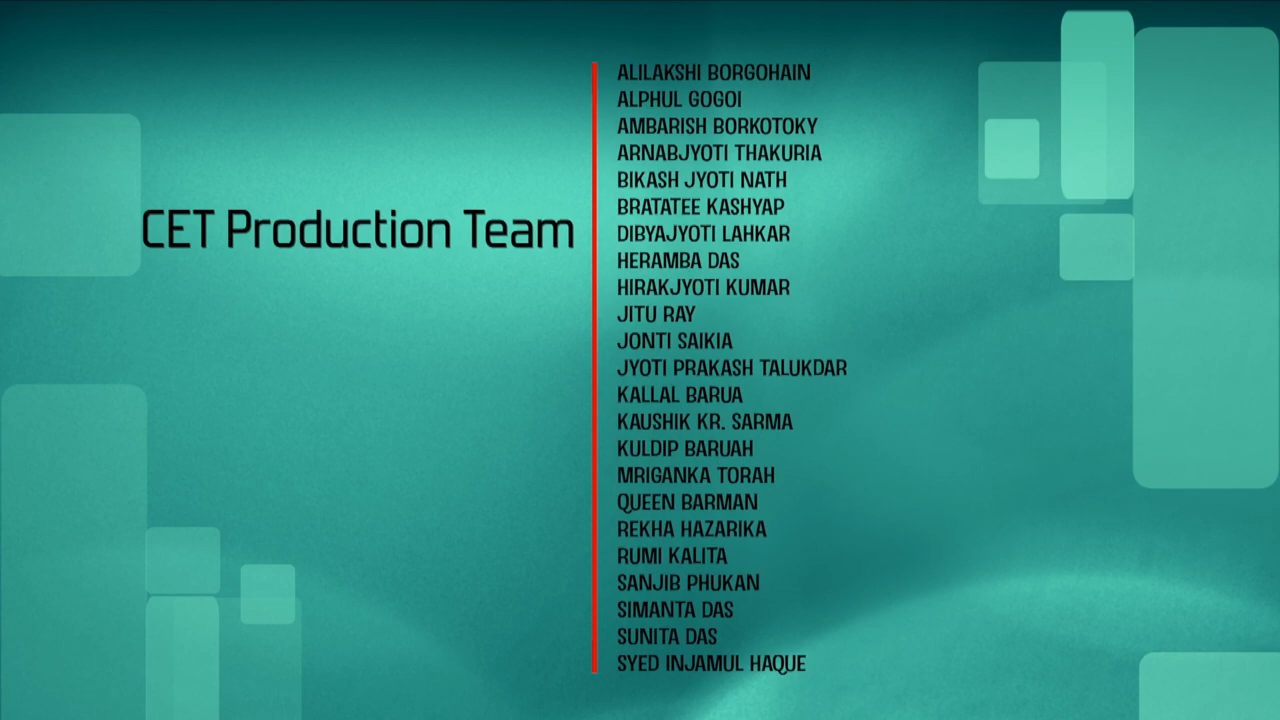 CET Production Team
ALILAKSHI BORGOHAIN
ALPHUL GOGOI
AMBARISH BORKOTOKY
ARNABJYOTI THAKURIA
BIKASH JYOTI NATH
BRATATEE KASHYAP
DIBYAJYOTI LAHKAR
HERAMBA DAS
HIRAKJYOTI KUMAR
JITU RAY
JONTI SAIKIA
JYOTI PRAKASH TALUKDAR
KALLAL BARUA
KAUSHIK KR. SARMA
KULDIP BARUAH
MRIGANKA TORAH
QUEEN BARMAN
REKHA HAZARIKA
RUMI KALITA
SANJIB PHUKAN
SIMANTA DAS
SUNITA DAS
SYED INJAMUL HAQUE